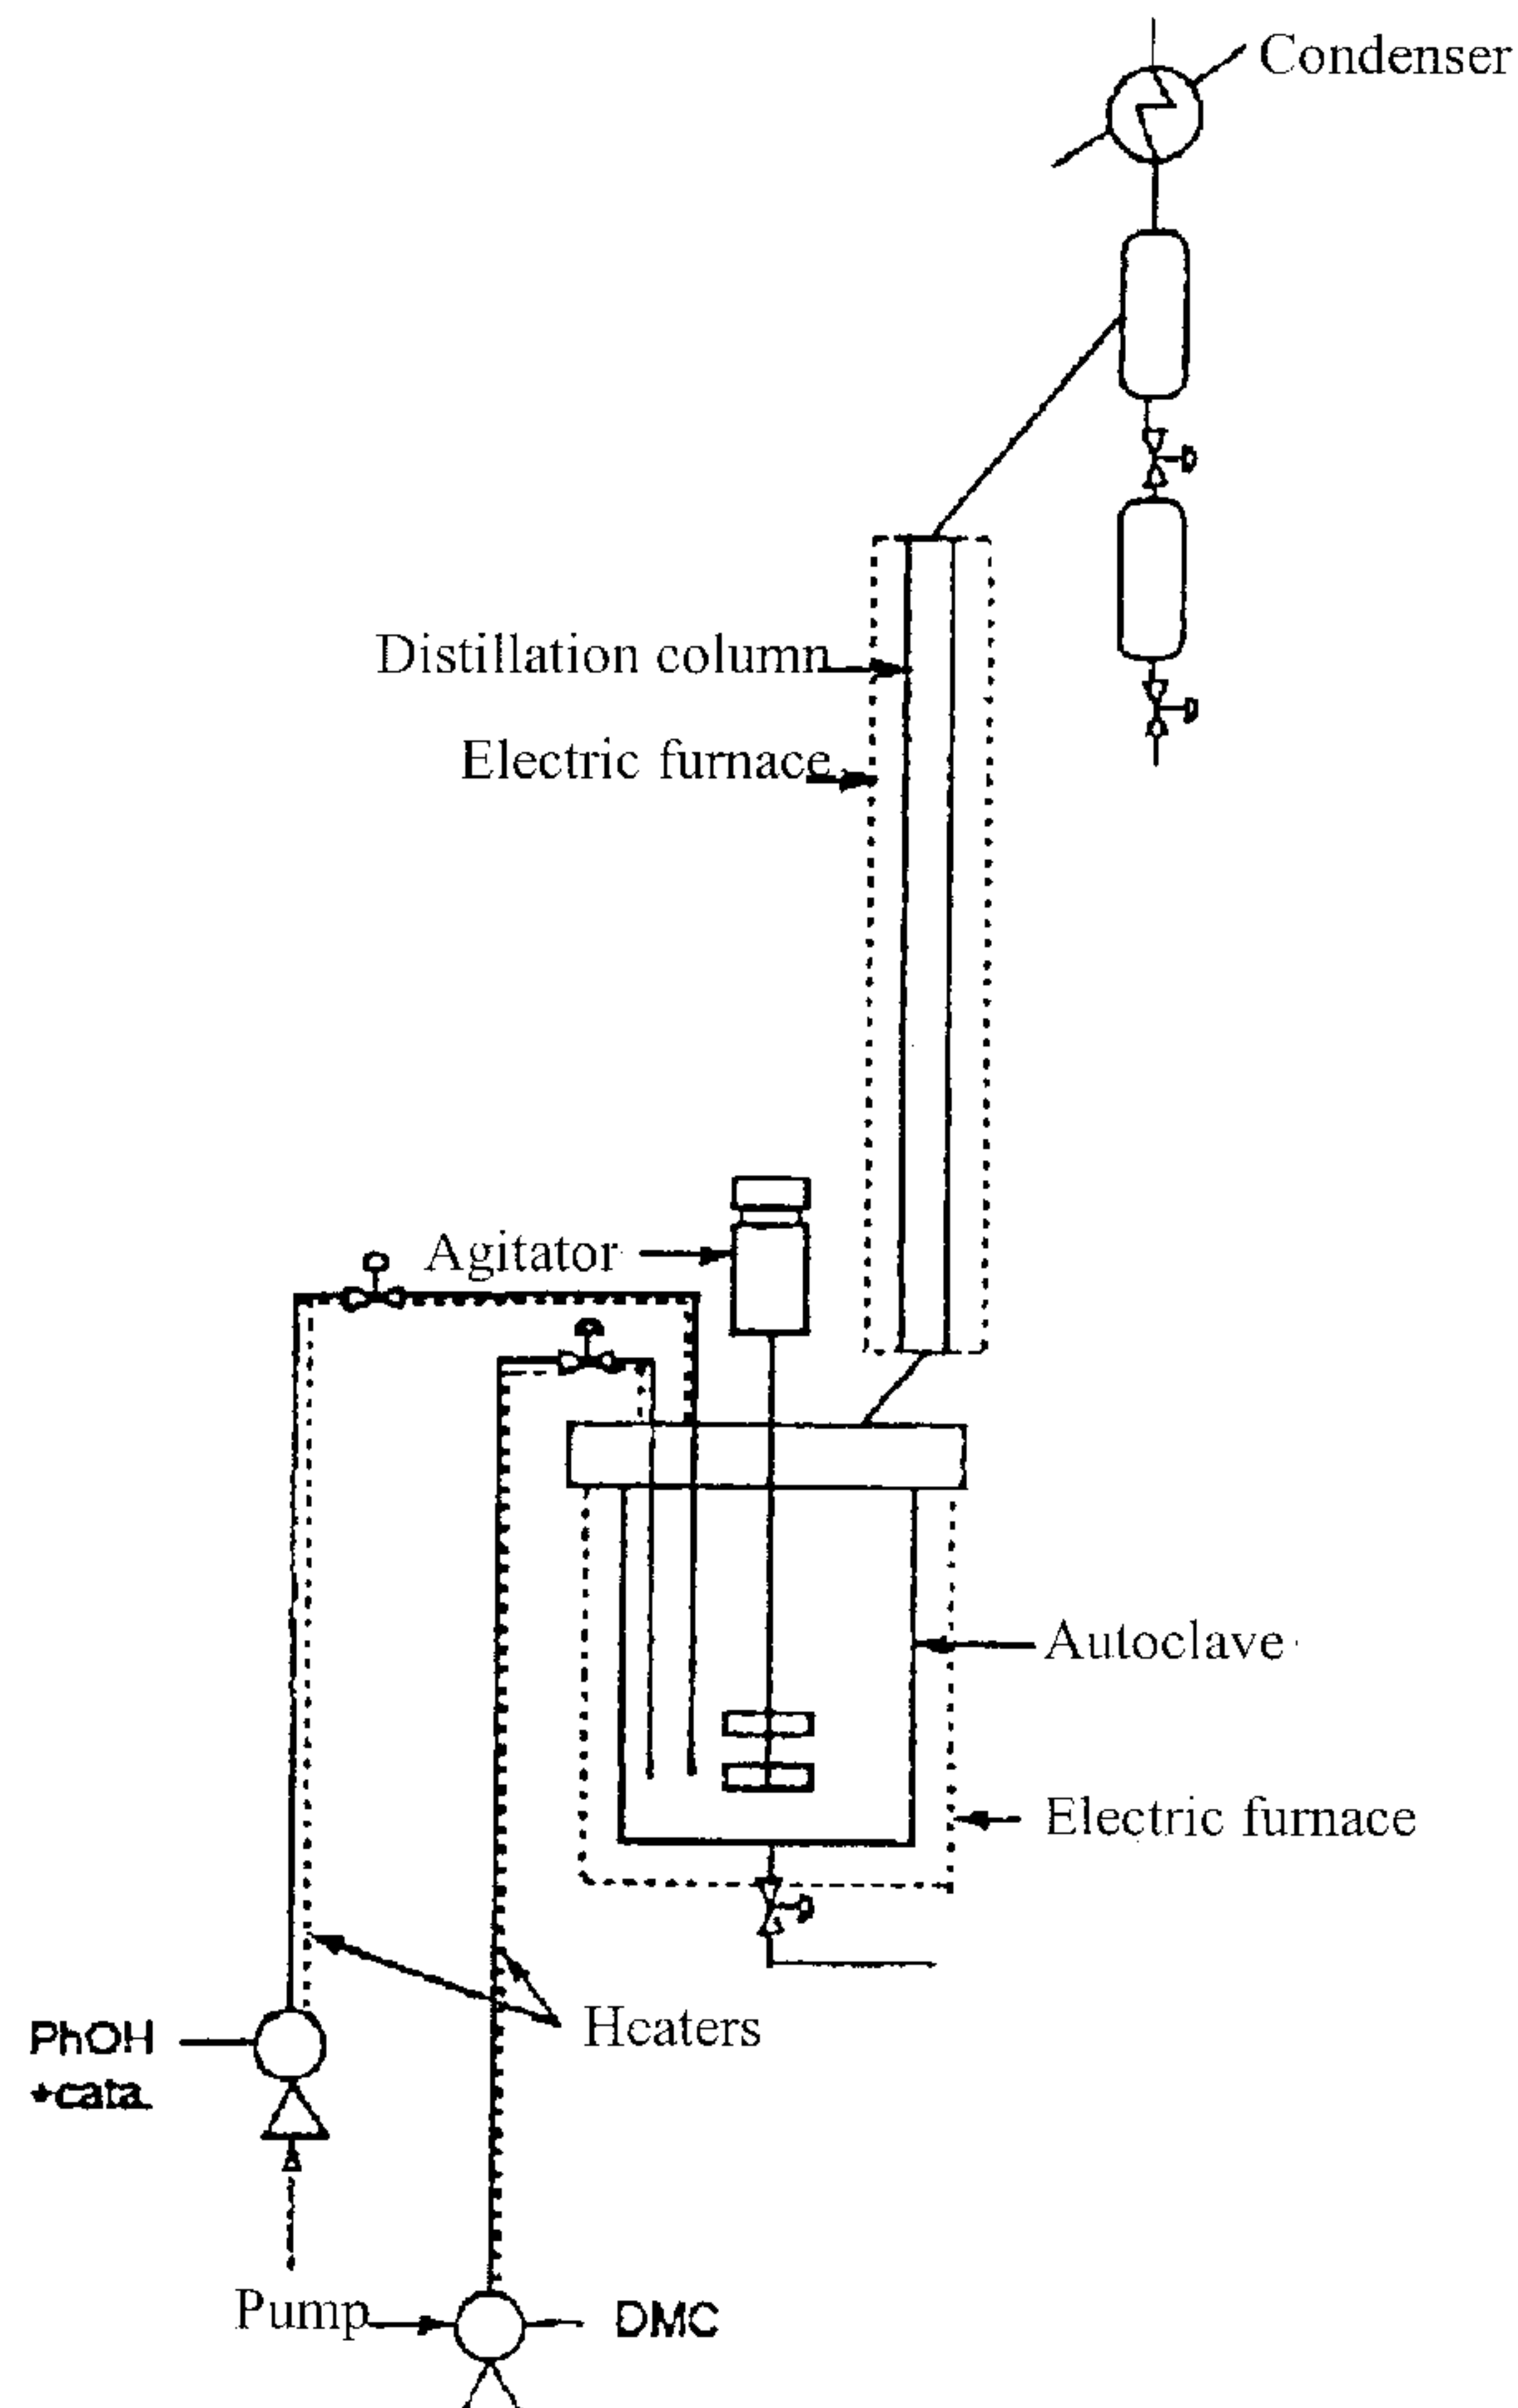 Condenser
Distillation column
Electric furnace
Agitator
Autoclave
Electric furnace
Heaters
PhOH
+cata.
Pump
DMC